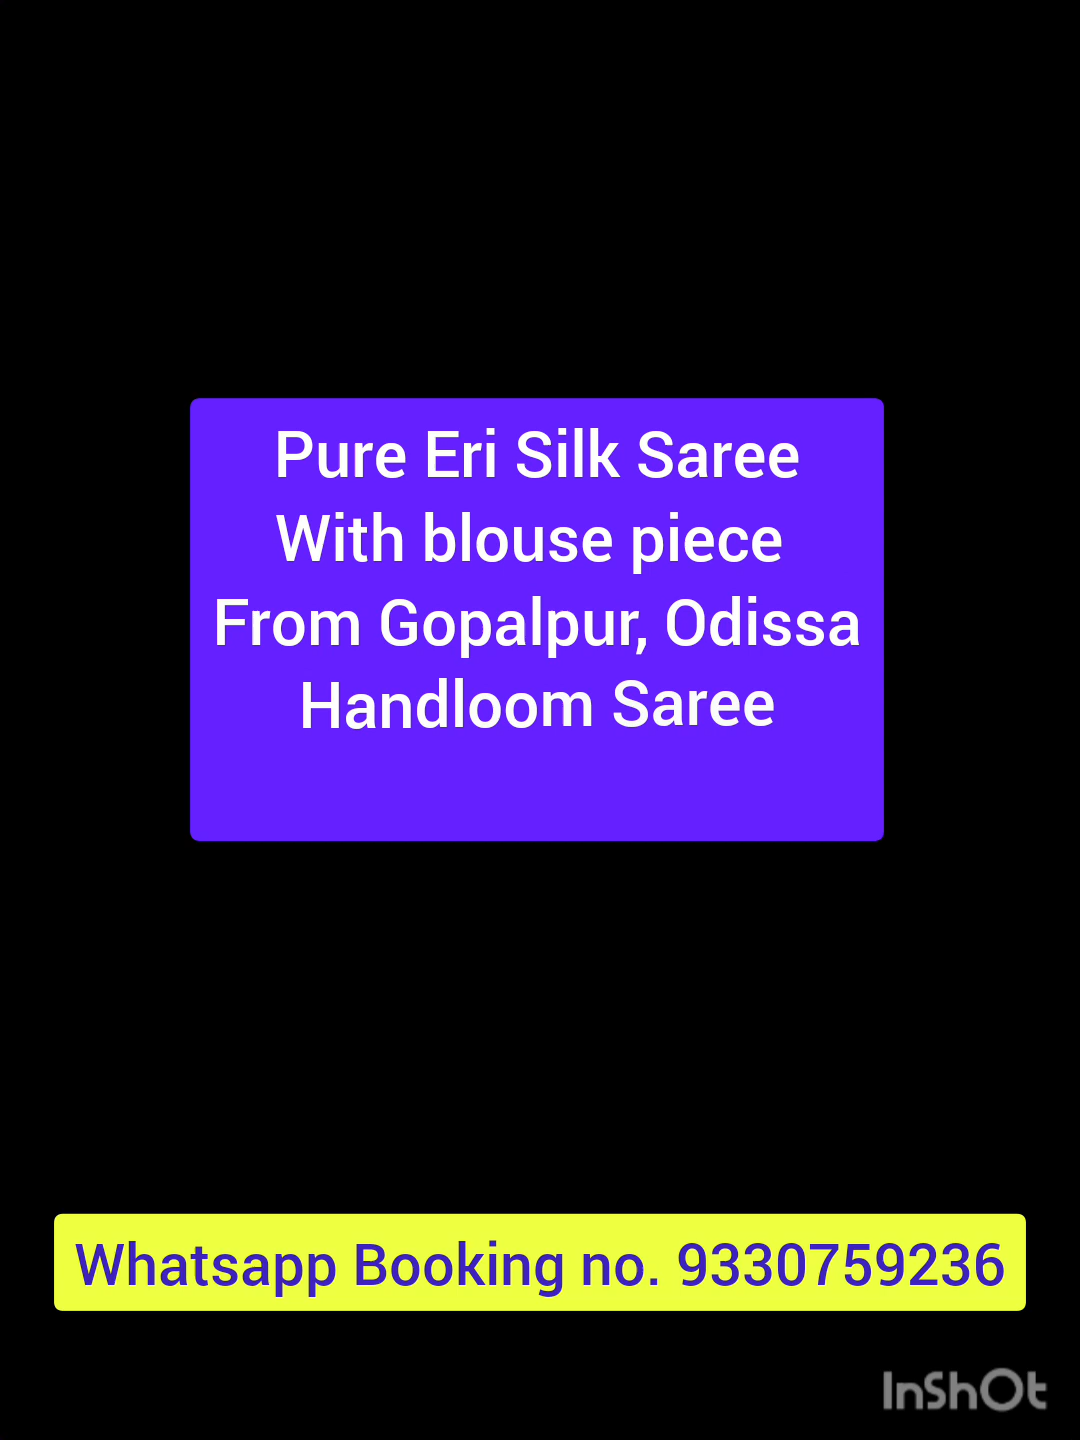 Pure Eri Silk Saree
With blouse piece
From Gopalpur, Odissa
Handloom Saree
Whatsapp Booking no. 9330759236
InShOt